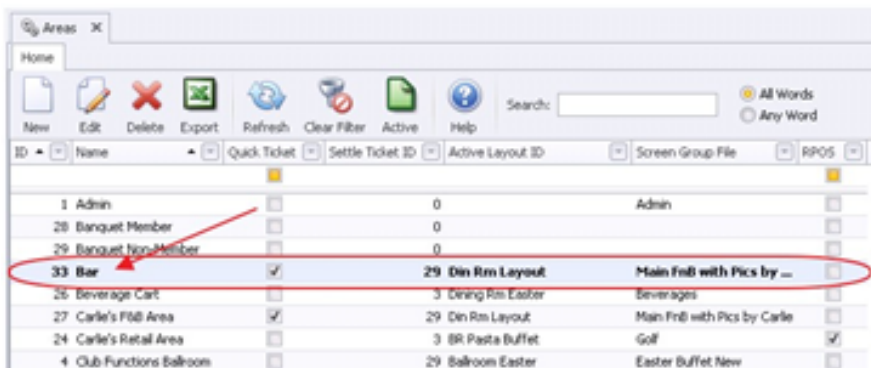 Areas
Home
New Edit Delete Export Refresh Clear Filter Active Help Search: All Words
Any Word
ID Name Quick Ticket Settle Ticket ID Active Layout ID Screen Group File RPOS
1 Admin 0 Admin
28 Banquet Member 0
29 Banquet Non-Member 0
33 Bar 29 Din Rm Layout Main FnB with Pics by ...
26 Beverage Cart 3 Dining Rm Easter Beverages
27 Carlie's F&B Area 29 Din Rm Layout Main FnB with Pics by Carlie
24 Carlie's Retail Area 3 BR Pasta Buffet Golf
4 Club Functions Ballroom 29 Ballroom Easter Easter Buffet New